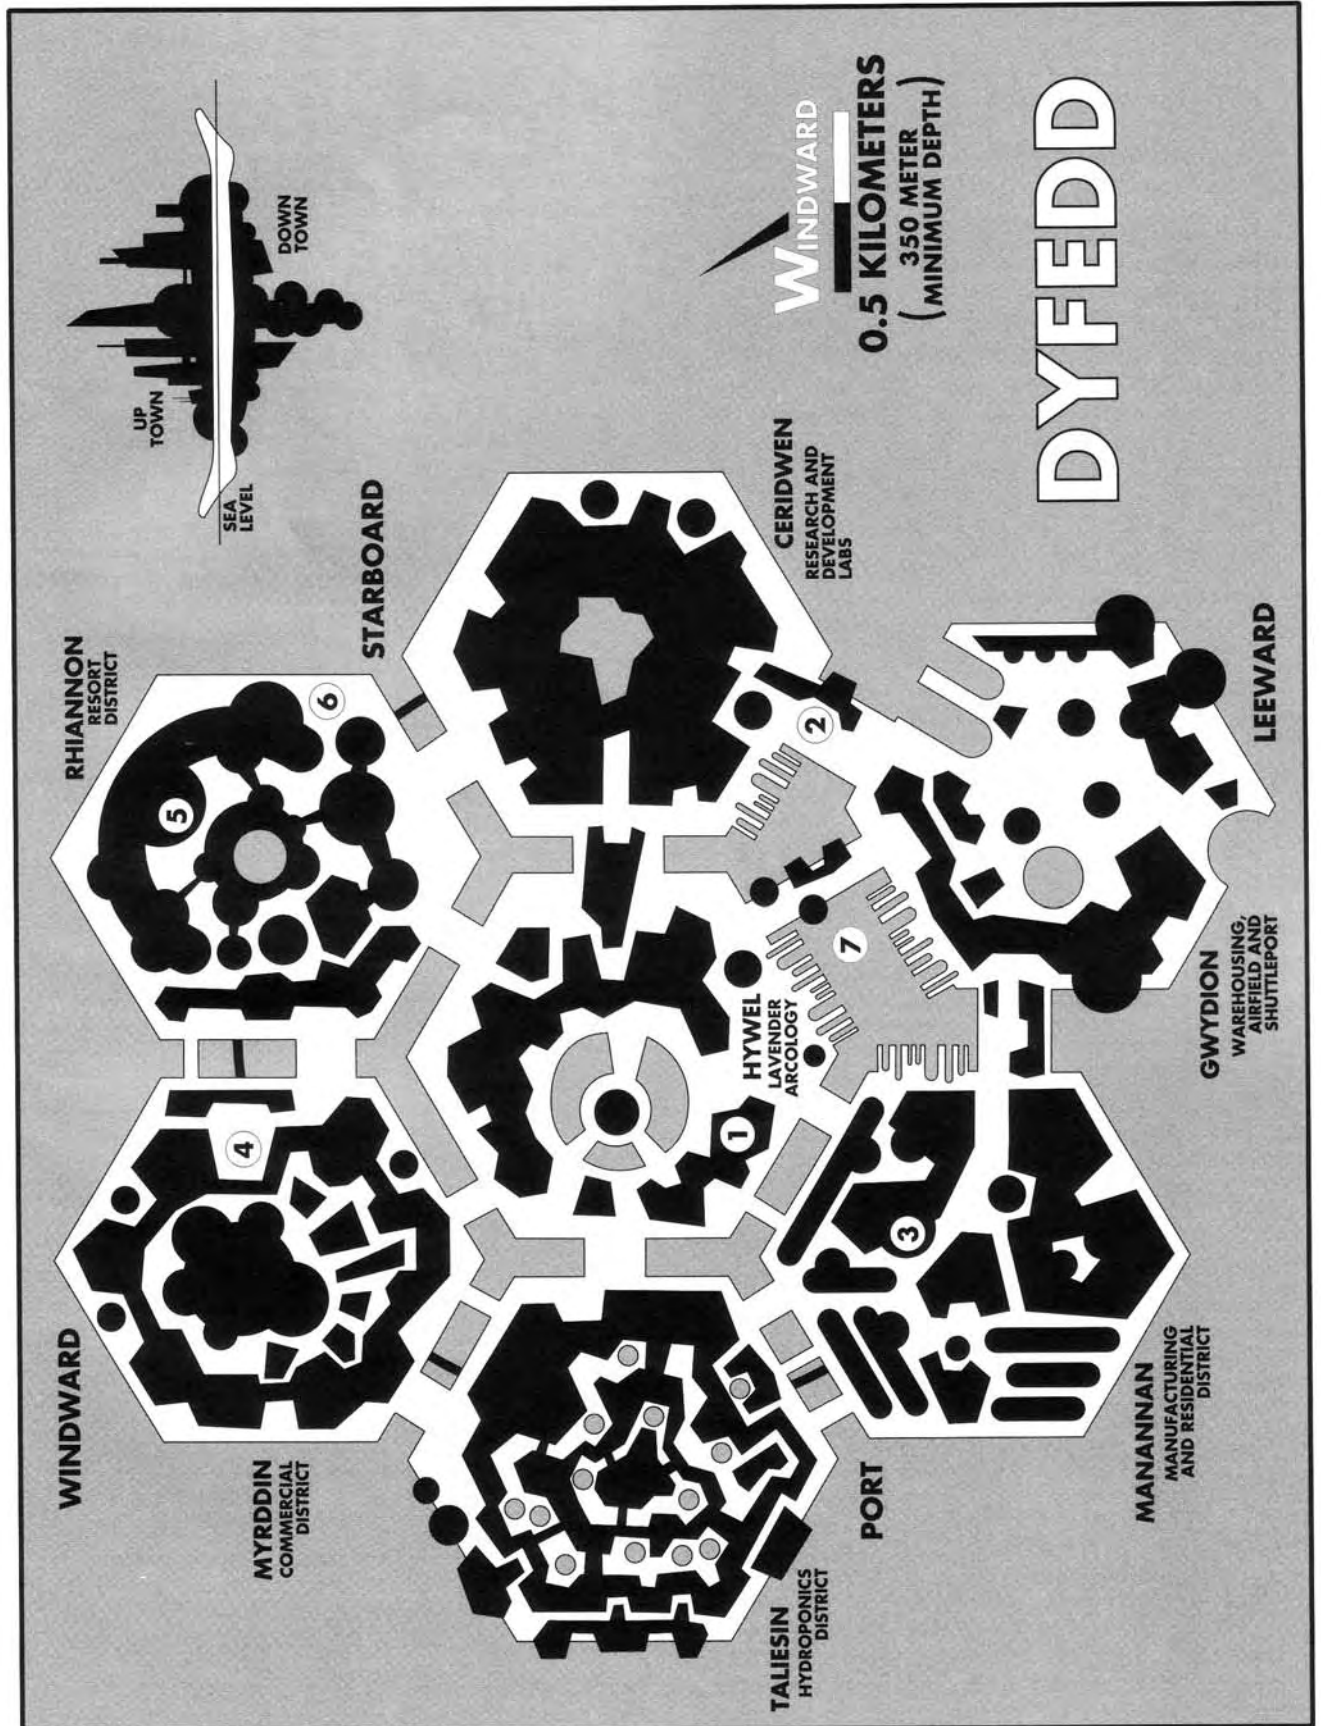 WINDWARD
MYRDDIN
COMMERCIAL
DISTRICT
4
RHIANNON
RESORT
DISTRICT
5
6
UP
TOWN
DOWN
TOWN
SEA
LEVEL
STARBOARD
TALIESIN
HYDROPONICS
DISTRICT
HYWEL
LAVENDER
ARCOLOGY
1
CERIDWEN
RESEARCH AND
DEVELOPMENT
LABS
2
7
PORT
MANANNAN
MANUFACTURING
AND RESIDENTIAL
DISTRICT
3
GWYDION
WAREHOUSING,
AIRFIELD AND
SHUTTLEPORT
LEEWARD
WINDWARD
0.5 KILOMETERS
350 METER
(MINIMUM DEPTH)
DYFEDD